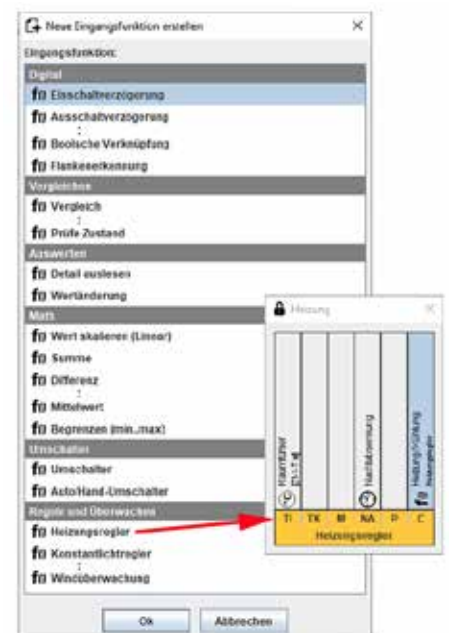 Neue Eingangsfunktion erstellen
Eingangsfunktion:
Digital
f() Einschaltverzögerung
f() Ausschaltverzögerung
:
f() Boolsche Verknüpfung
f() Flankenerkennung
Vergleichen
f() Vergleich
:
f() Prüfe Zustand
Auswerten
f() Detail auslesen
f() Wertänderung
Math
f() Wert skalieren (Linear)
f() Summe
f() Differenz
:
f() Mittelwert
f() Begrenzen (min..max)
Umschalter
f() Umschalter
f() Auto/Hand-Umschalter
Regeln und Überwachen
f() Heizungsregler
f() Konstantlichtregler
:
f() Windüberwachung
Ok
Abbrechen
Heizung
Raumfühler
Nachtabsenkung
f() Heizung/Kühlung
Heizungsregler
TI TK M NA P C
Heizungsregler